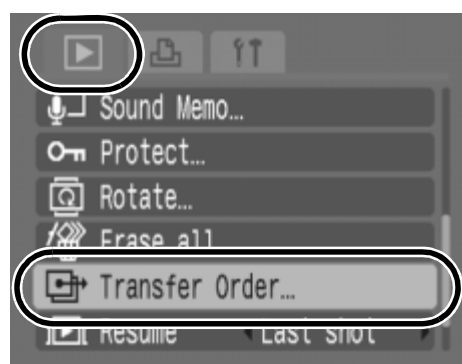 Sound Memo...
Protect...
Rotate...
Erase all...
Transfer Order...
Resume Last shot